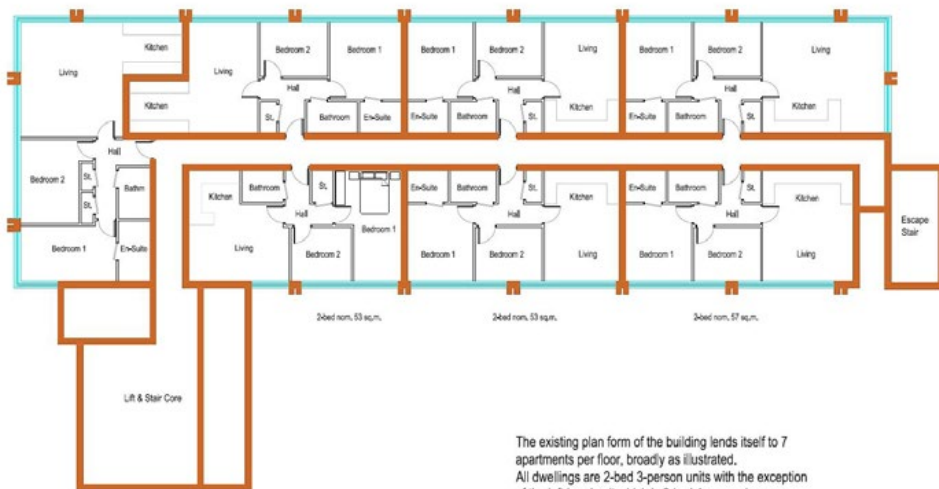 Kitchen
Living
Kitchen
Living
Bedroom 2
Bedroom 1
Hall
St.
Bathroom
En-Suite
Bedroom 1
Bedroom 2
Living
Hall
En-Suite
Bathroom
St.
Kitchen
Bedroom 1
Bedroom 2
Living
Hall
En-Suite
Bathroom
St.
Kitchen
Hall
Bedroom 2
St.
Bathm
St.
Bedroom 1
En-Suite
Kitchen
Bathroom
St.
Hall
Living
Bedroom 2
Bedroom 1
En-Suite
Bathroom
St.
Kitchen
Hall
Bedroom 1
Bedroom 2
Living
En-Suite
Bathroom
St.
Kitchen
Hall
Bedroom 1
Bedroom 2
Living
Escape
Stair
2-bed nom. 53 sq.m.
2-bed nom. 53 sq.m.
2-bed nom. 57 sq.m.
Lift & Stair Core
The existing plan form of the building lends itself to 7
apartments per floor, broadly as illustrated.
All dwellings are 2-bed 3-person units with the exception